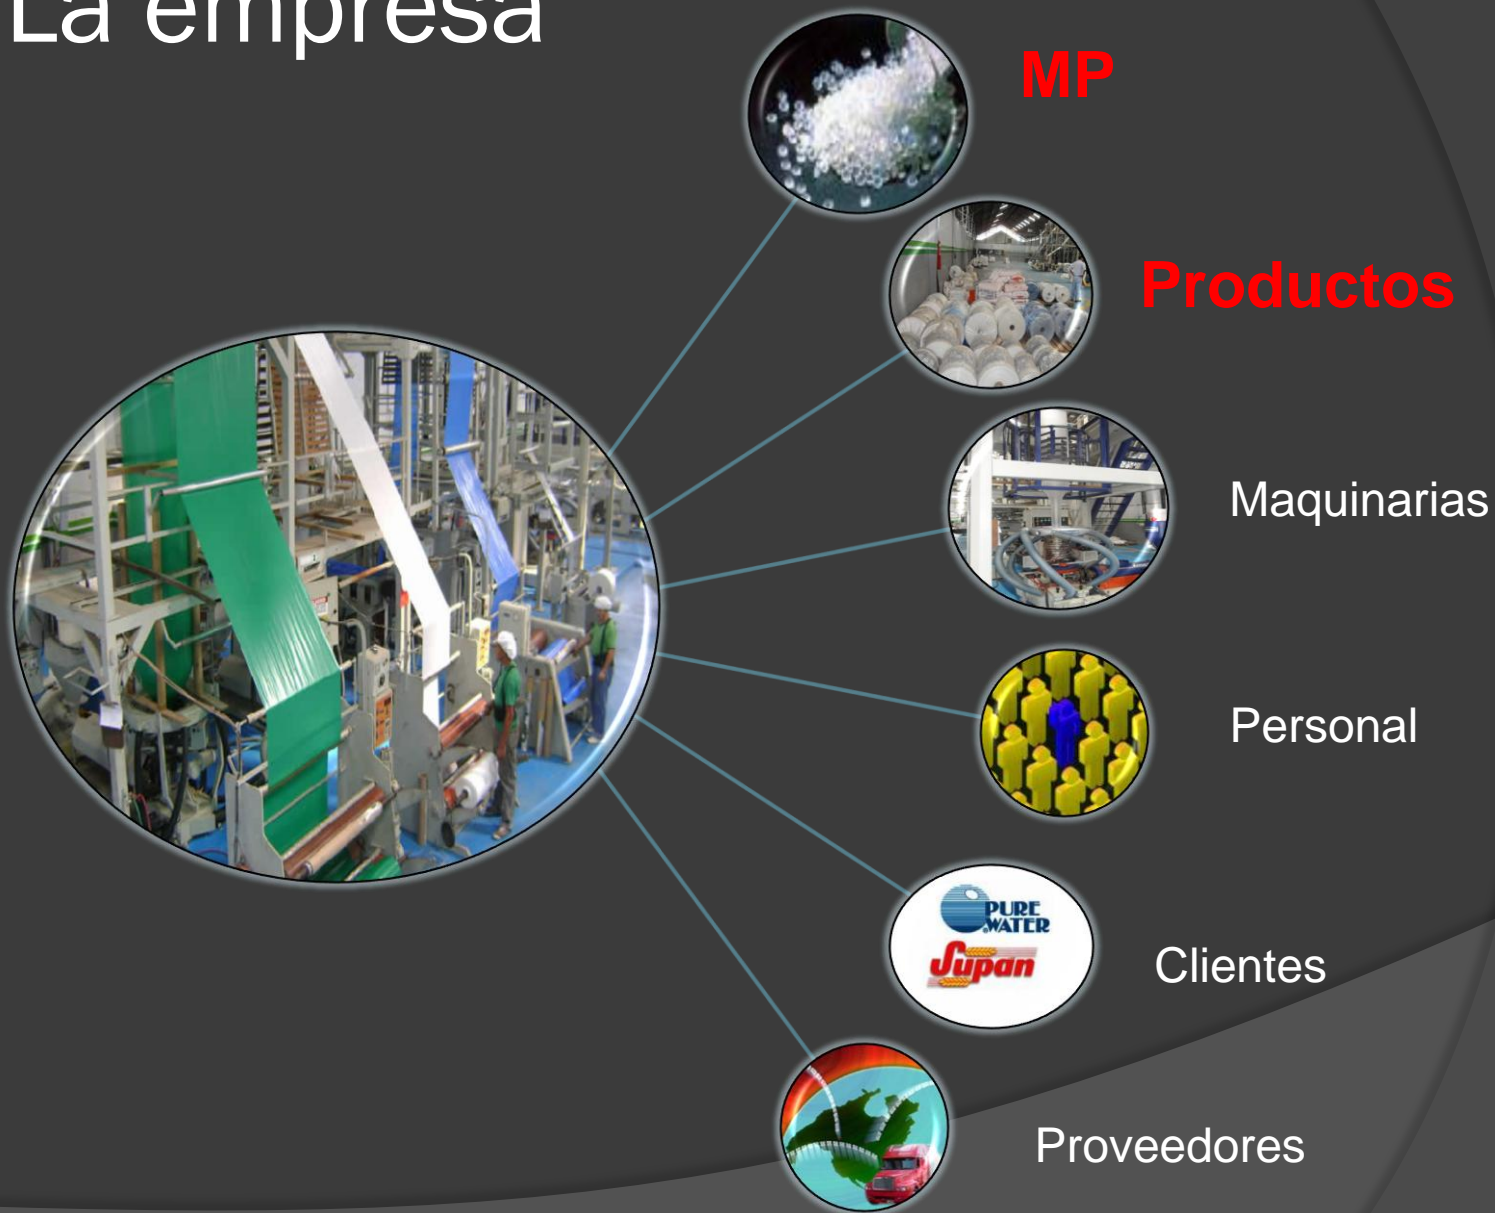 La empresa
MP
Productos
Maquinarias
Personal
PURE
WATER
Supan
Clientes
Proveedores